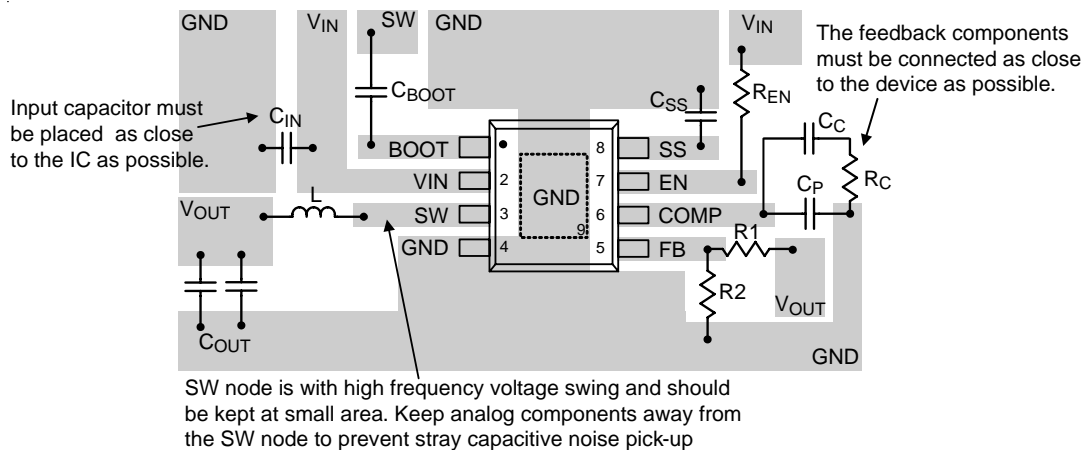 GND
VIN
SW
GND
VIN
The feedback components
must be connected as close
to the device as possible.
CBOOT
CSS
REN
Input capacitor must
be placed as close
to the IC as possible.
CIN
CC
RC
CP
BOOT
8
SS
VIN
2
GND
7
EN
VOUT
L
SW
3
6
COMP
GND
4
9
5
FB
R1
R2
VOUT
COUT
GND
SW node is with high frequency voltage swing and should
be kept at small area. Keep analog components away from
the SW node to prevent stray capacitive noise pick-up